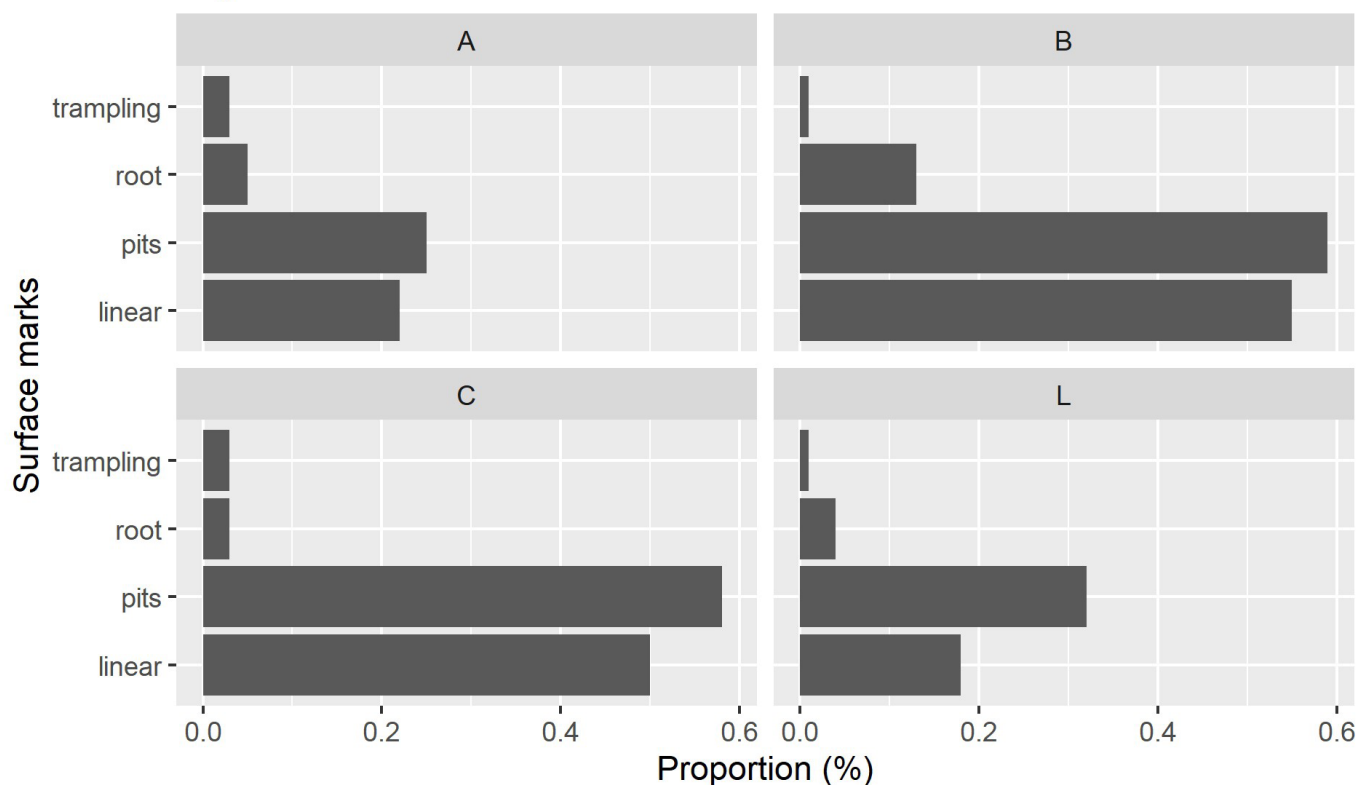 A
B
trampling
root
pits
linear
C
L
trampling
root
pits
linear
Surface marks
0.0 0.2 0.4 0.6 0.0 0.2 0.4 0.6
Proportion (%)